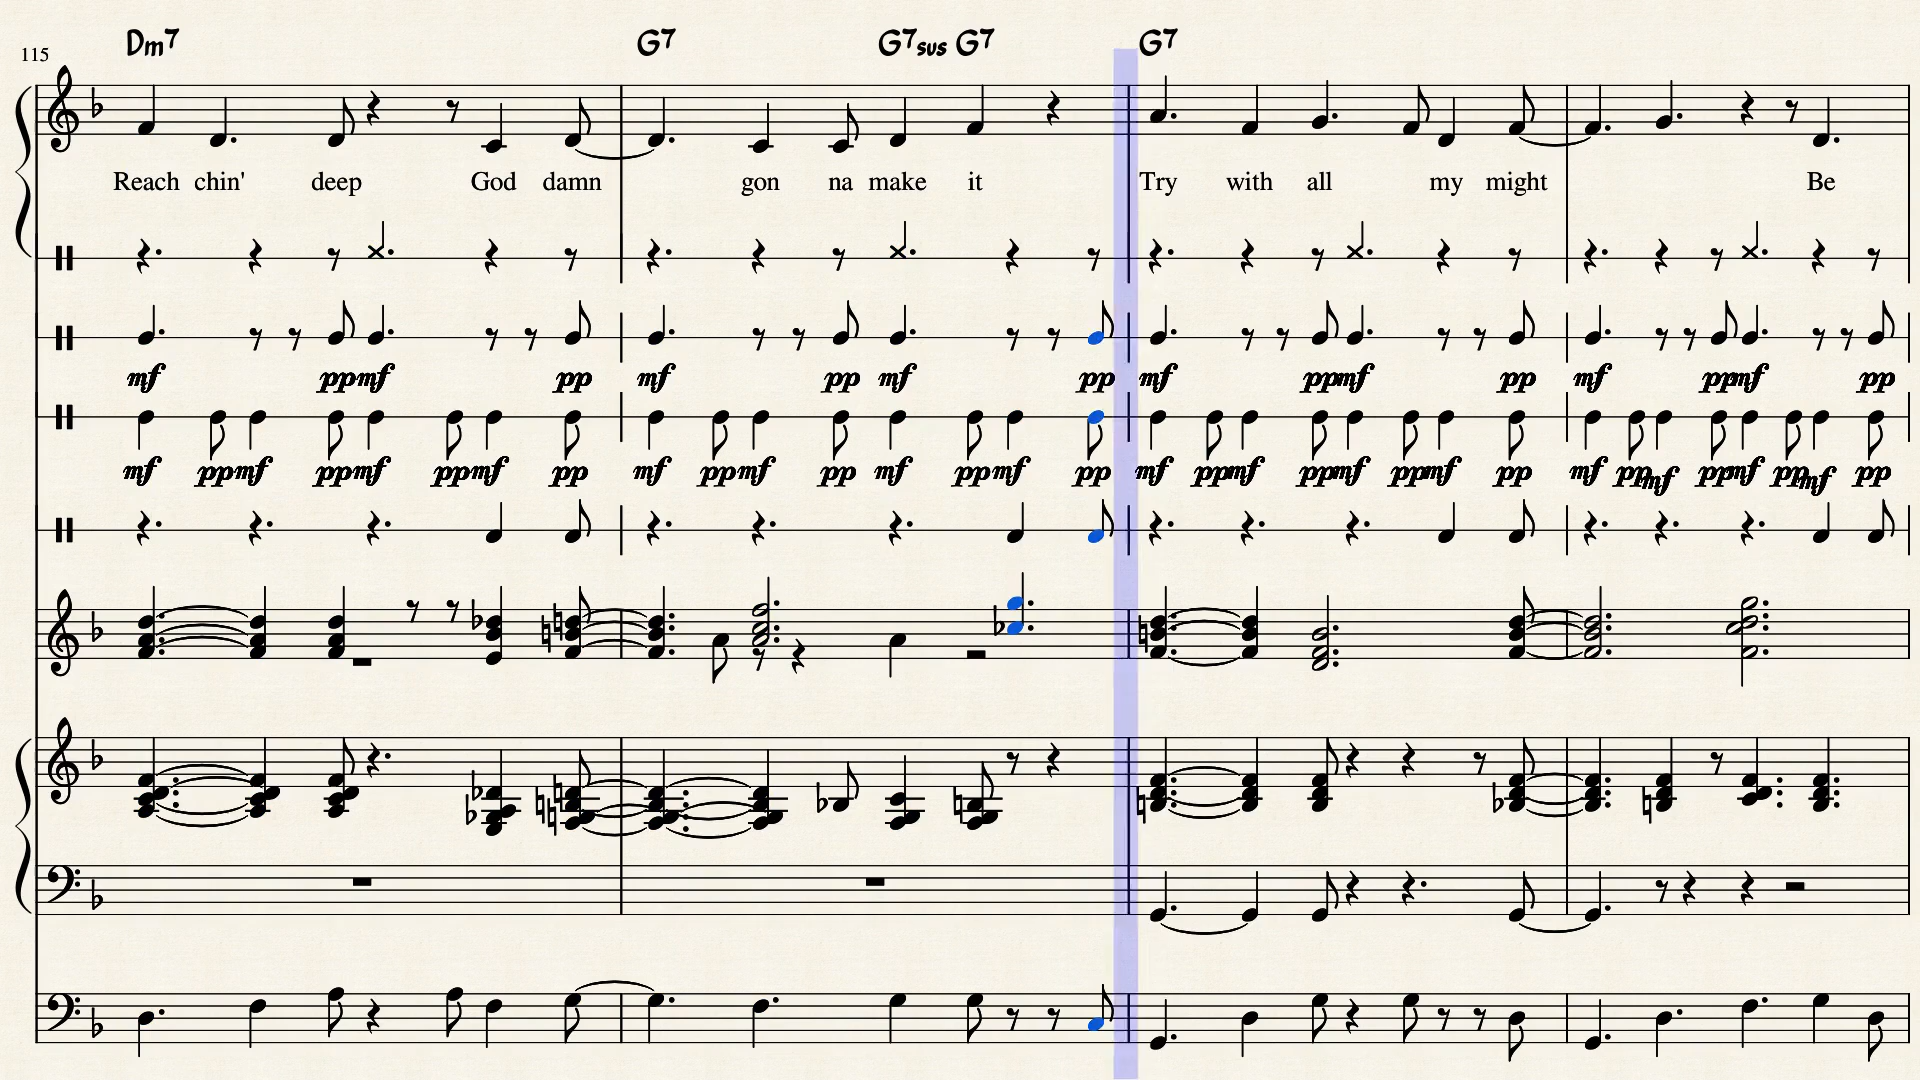 Dm7 G7 G7sus G7 G7
115
Reach chin' deep God damn gon na make it Try with all my might Be
mf pp mf pp mf pp mf pp mf pp mf pp mf pp mf pp
mf pp mf pp mf pp mf pp mf pp mf pp mf pp mf pp mf pp mf pp mf pp mf pp mf pp mf pp mf pp mf pp